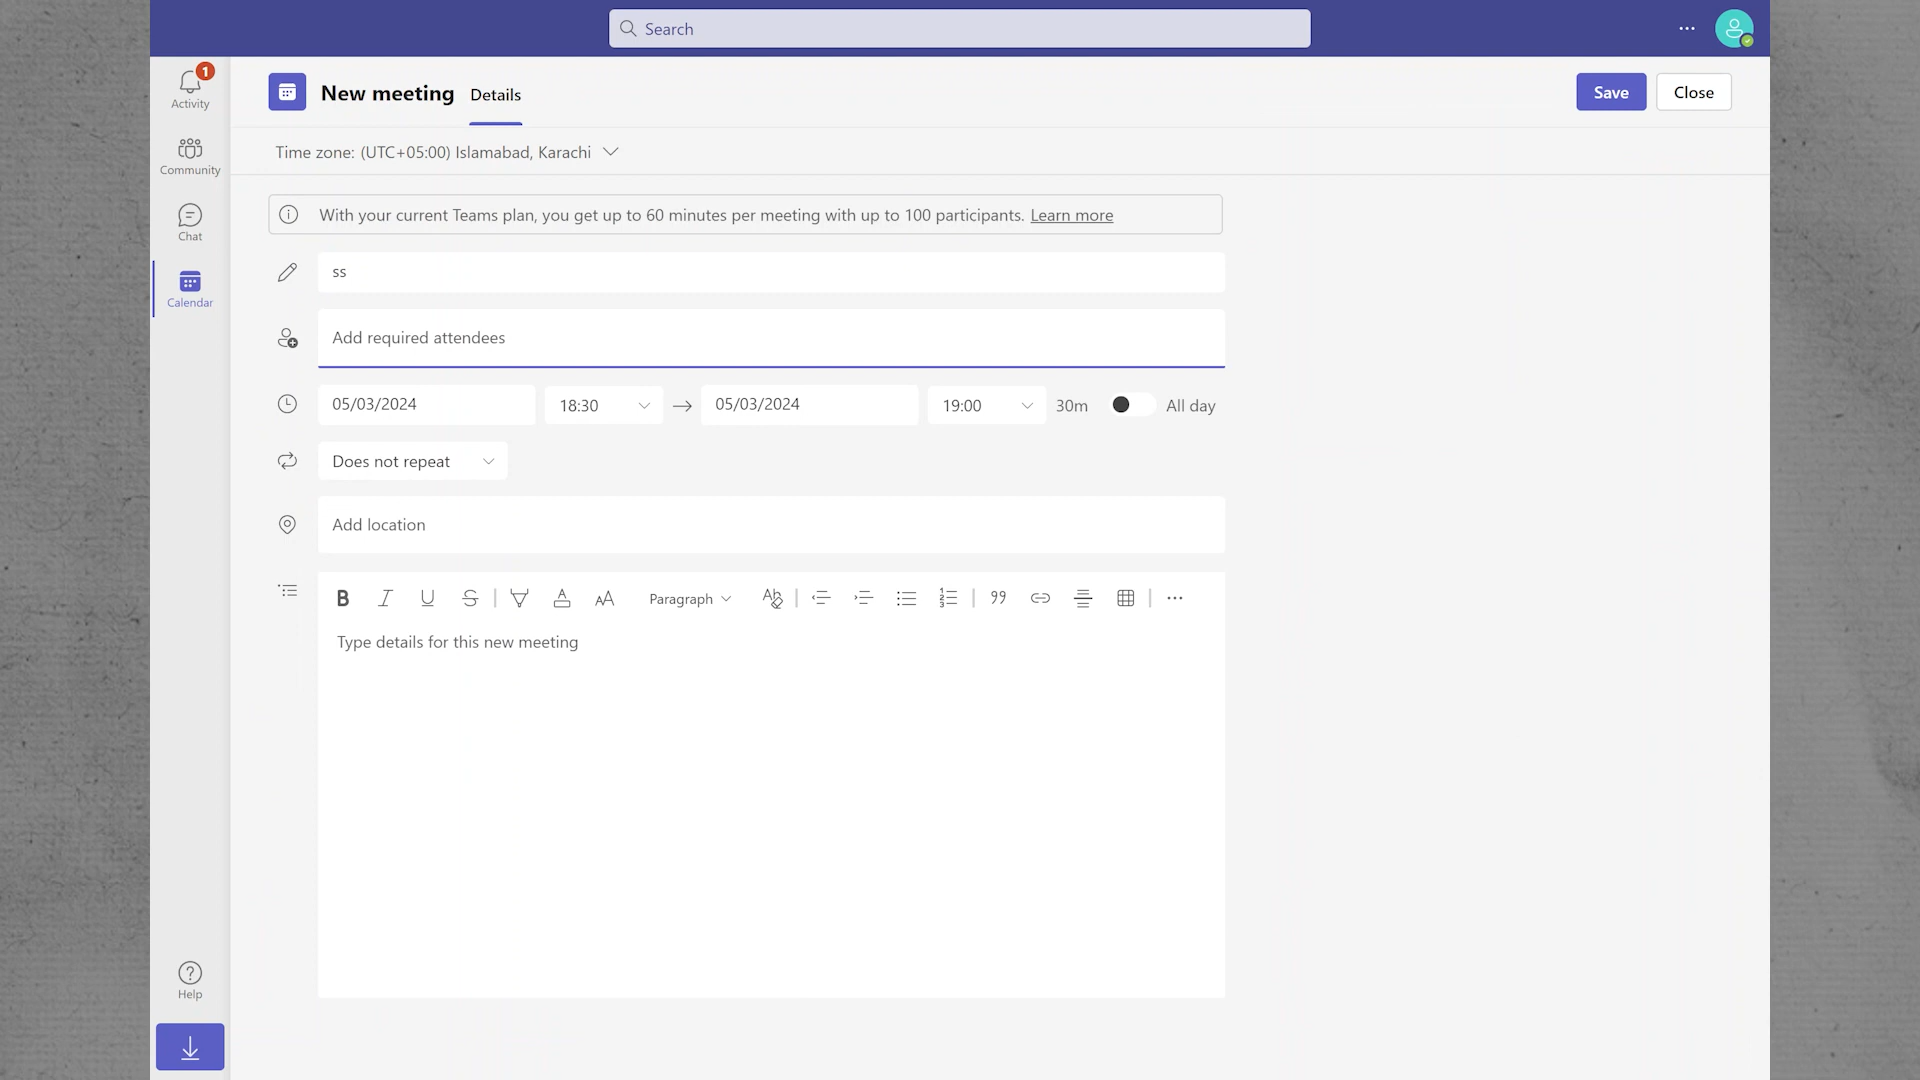 Search
1
Activity
Community
Chat
Calendar
Help
New meeting Details
Save Close
Time zone: (UTC+05:00) Islamabad, Karachi
With your current Teams plan, you get up to 60 minutes per meeting with up to 100 participants. Learn more
ss
Add required attendees
05/03/2024 18:30 05/03/2024 19:00 30m All day
Does not repeat
Add location
Paragraph
Type details for this new meeting